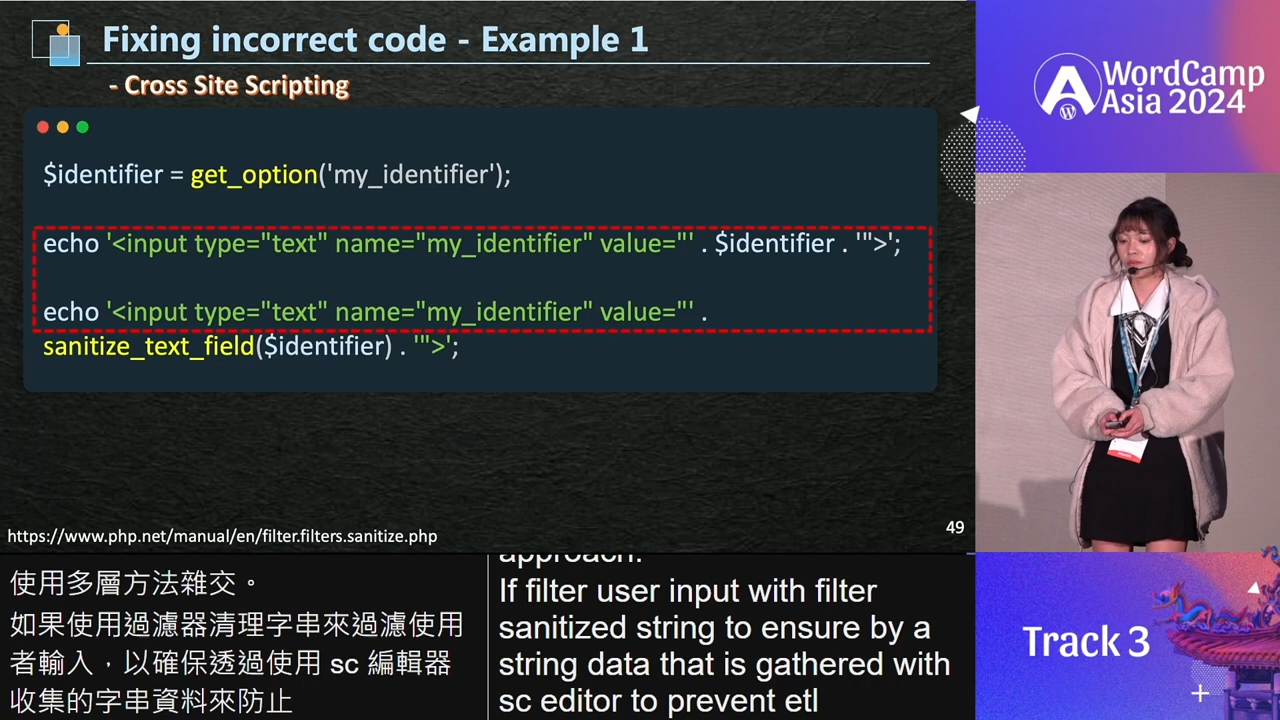 Fixing incorrect code - Example 1
- Cross Site Scripting
$identifier = get_option('my_identifier');
echo '<input type="text" name="my_identifier" value="' . $identifier . '">';
echo '<input type="text" name="my_identifier" value="' .
sanitize_text_field($identifier) . '">';
https://www.php.net/manual/en/filter.filters.sanitize.php
49
WordCamp
Asia 2024
Track 3
使用多層方法雜交。
如果使用過濾器清理字串來過濾使用
者輸入，以確保透過使用 sc 編輯器
收集的字串資料來防止
approach.
If filter user input with filter
sanitized string to ensure by a
string data that is gathered with
sc editor to prevent etl